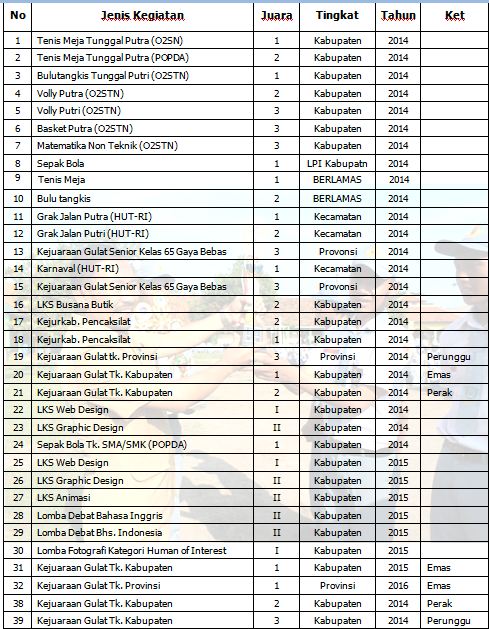 No Jenis Kegiatan Juara Tingkat Tahun Ket
1 Tenis Meja Tunggal Putra (O2SN) 1 Kabupaten 2014
2 Tenis Meja Tunggal Putra (POPDA) 2 Kabupaten 2014
3 Bulutangkis Tunggal Putri (O2STN) 1 Kabupaten 2014
4 Volly Putra (O2STN) 2 Kabupaten 2014
5 Volly Putri (O2STN) 3 Kabupaten 2014
6 Basket Putra (O2STN) 3 Kabupaten 2014
7 Matematika Non Teknik (O2STN) 3 Kabupaten 2014
8 Sepak Bola 1 LPI Kabupatn 2014
9 Tenis Meja 1 BERLAMAS 2014
10 Bulu tangkis 2 BERLAMAS 2014
11 Grak Jalan Putra (HUT-RI) 1 Kecamatan 2014
12 Grak Jalan Putri (HUT-RI) 2 Kecamatan 2014
13 Kejuaraan Gulat Senior Kelas 65 Gaya Bebas 3 Provonsi 2014
14 Karnaval (HUT-RI) 1 Kecamatan 2014
15 Kejuaraan Gulat Senior Kelas 65 Gaya Bebas 3 Provonsi 2014
16 LKS Busana Butik 2 Kabupaten 2014
17 Kejurkab. Pencaksilat 2 Kabupaten 2014
18 Kejurkab. Pencaksilat 1 Kabupaten 2014
19 Kejuaraan Gulat tk. Provinsi 3 Provinsi 2014 Perunggu
20 Kejuaraan Gulat Tk. Kabupaten 1 Kabupaten 2014 Emas
21 Kejuaraan Gulat Tk. Kabupaten 2 Kabupaten 2014 Perak
22 LKS Web Design I Kabupaten 2014
23 LKS Graphic Design II Kabupaten 2014
24 Sepak Bola Tk. SMA/SMK (POPDA) 1 Kabupaten 2014
25 LKS Web Design I Kabupaten 2015
26 LKS Graphic Design II Kabupaten 2015
27 LKS Animasi II Kabupaten 2015
28 Lomba Debat Bahasa Inggris II Kabupaten 2015
29 Lomba Debat Bhs. Indonesia II Kabupaten 2015
30 Lomba Fotografi Kategori Human of Interest I Kabupaten 2015
31 Kejuaraan Gulat Tk. Kabupaten 1 Kabupaten 2015 Emas
32 Kejuaraan Gulat Tk. Provinsi 1 Provinsi 2016 Emas
38 Kejuaraan Gulat Tk. Kabupaten 2 Kabupaten 2014 Perak
39 Kejuaraan Gulat Tk. Kabupaten 3 Kabupaten 2014 Perunggu